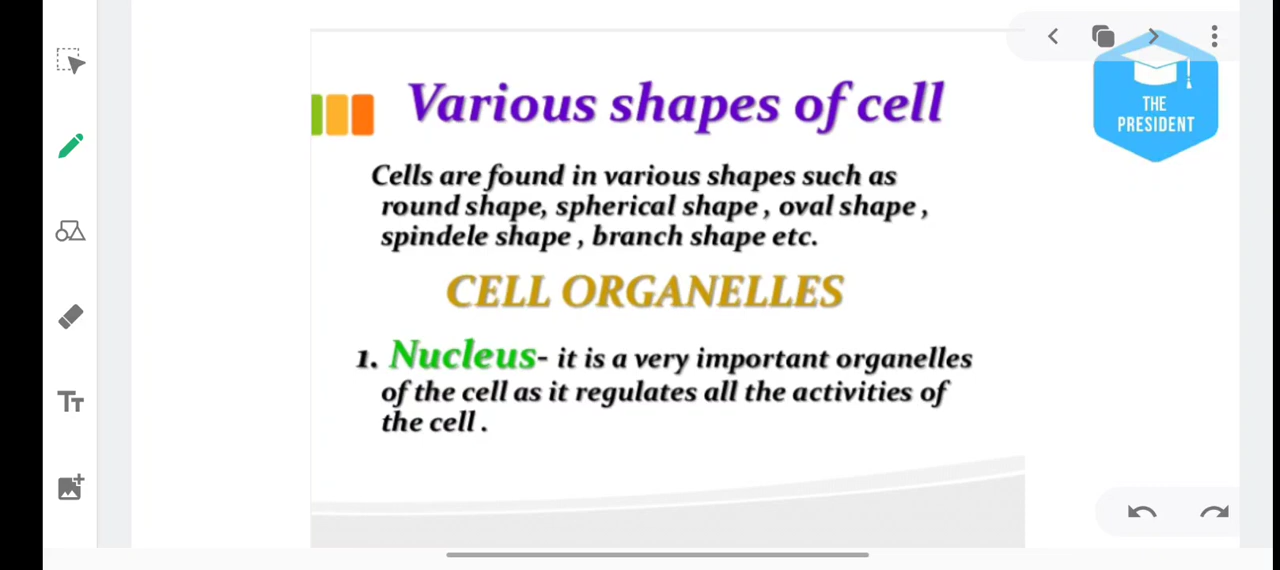 Various shapes of cell
THE
PRESIDENT
Cells are found in various shapes such as
round shape, spherical shape , oval shape ,
spindele shape , branch shape etc.
CELL ORGANELLES
1. Nucleus- it is a very important organelles
of the cell as it regulates all the activities of
the cell .
TT